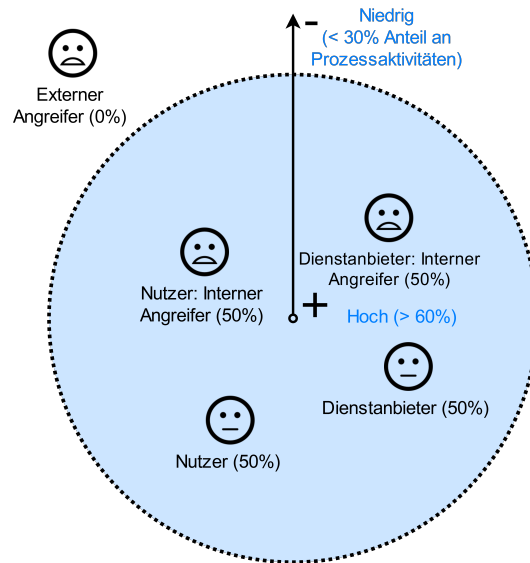 -
Niedrig
(< 30% Anteil an
Prozessaktivitäten)
Externer
Angreifer (0%)
Dienstanbieter: Interner
Angreifer (50%)
Nutzer: Interner
Angreifer (50%)
+
Hoch (> 60%)
Dienstanbieter (50%)
Nutzer (50%)